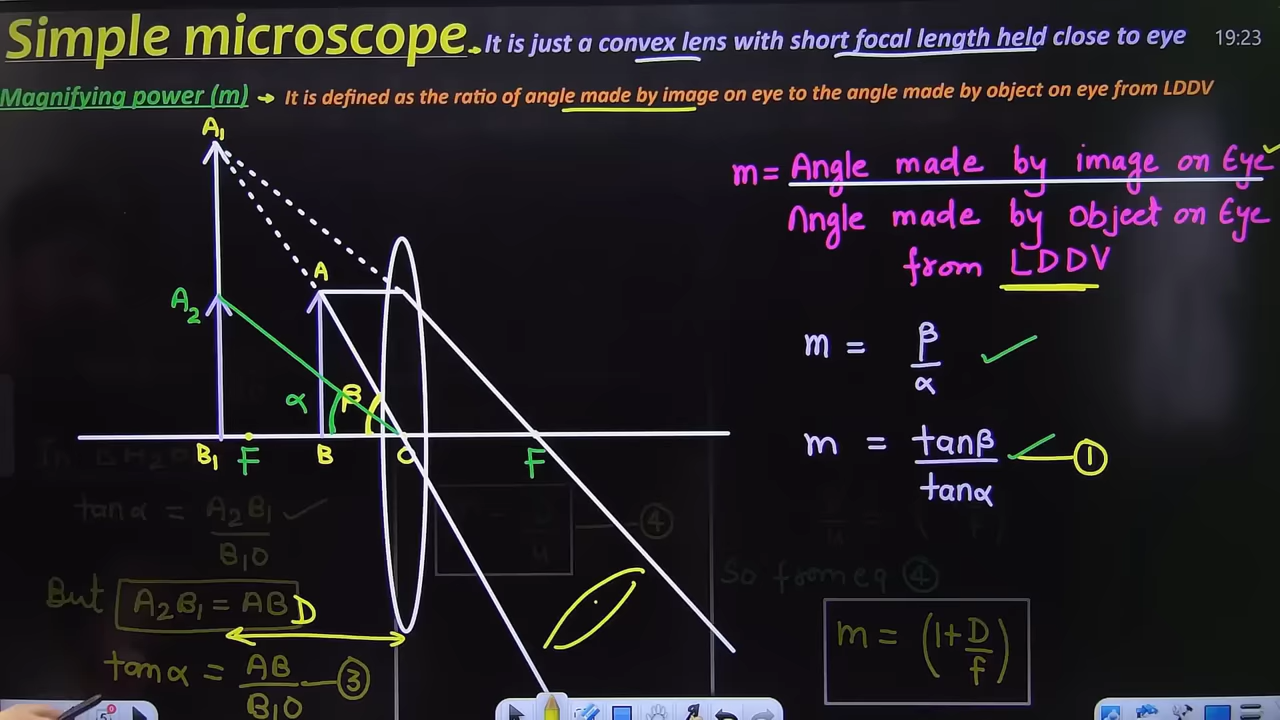 Simple microscope. It is just a convex lens with short focal length held close to eye
19:23
Magnifying power (m) → It is defined as the ratio of angle made by image on eye to the angle made by object on eye from LDDV
A₁
m = Angle made by image on Eye
Angle made by Object on Eye
from LDDV
A
A₂
m = β/α
α
β
m = tanβ/tanα ①
B₁ F B O F
tanα = A₂B₁/B₁O
④
So from eq ④
But A₂B₁ = AB
D
m = (1+D/f)
tanα = AB/B₁O ③